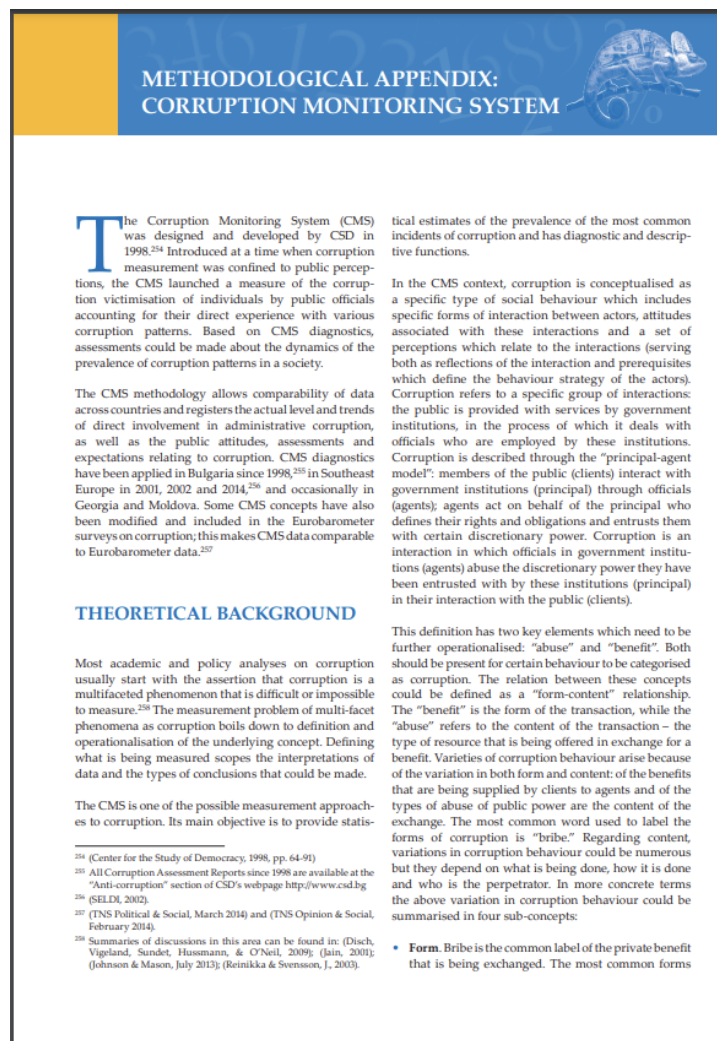 METHODOLOGICAL APPENDIX:
CORRUPTION MONITORING SYSTEM
The Corruption Monitoring System (CMS)
was designed and developed by CSD in
1998.254 Introduced at a time when corruption
measurement was confined to public percep-
tions, the CMS launched a measure of the corrup-
tion victimisation of individuals by public officials
accounting for their direct experience with various
corruption patterns. Based on CMS diagnostics,
assessments could be made about the dynamics of the
prevalence of corruption patterns in a society.
The CMS methodology allows comparability of data
across countries and registers the actual level and trends
of direct involvement in administrative corruption,
as well as the public attitudes, assessments and
expectations relating to corruption. CMS diagnostics
have been applied in Bulgaria since 1998,255 in Southeast
Europe in 2001, 2002 and 2014,256 and occasionally in
Georgia and Moldova. Some CMS concepts have also
been modified and included in the Eurobarometer
surveys on corruption; this makes CMS data comparable
to Eurobarometer data.257
THEORETICAL BACKGROUND
Most academic and policy analyses on corruption
usually start with the assertion that corruption is a
multifaceted phenomenon that is difficult or impossible
to measure.258 The measurement problem of multi-facet
phenomena as corruption boils down to definition and
operationalisation of the underlying concept. Defining
what is being measured scopes the interpretations of
data and the types of conclusions that could be made.
The CMS is one of the possible measurement approach-
es to corruption. Its main objective is to provide statis-
254 (Center for the Study of Democracy, 1998, pp. 64-91)
255 All Corruption Assessment Reports since 1998 are available at the
“Anti-corruption” section of CSD’s webpage http://www.csd.bg
256 (SELDI, 2002).
257 (TNS Political & Social, March 2014) and (TNS Opinion & Social,
February 2014).
258 Summaries of discussions in this area can be found in: (Disch,
Vigeland, Sundet, Hussmann, & O’Neil, 2009); (Jain, 2001);
(Johnson & Mason, July 2013); (Reinikka & Svensson, J., 2003).
tical estimates of the prevalence of the most common
incidents of corruption and has diagnostic and descrip-
tive functions.
In the CMS context, corruption is conceptualised as
a specific type of social behaviour which includes
specific forms of interaction between actors, attitudes
associated with these interactions and a set of
perceptions which relate to the interactions (serving
both as reflections of the interaction and prerequisites
which define the behaviour strategy of the actors).
Corruption refers to a specific group of interactions:
the public is provided with services by government
institutions, in the process of which it deals with
officials who are employed by these institutions.
Corruption is described through the “principal-agent
model”: members of the public (clients) interact with
government institutions (principal) through officials
(agents); agents act on behalf of the principal who
defines their rights and obligations and entrusts them
with certain discretionary power. Corruption is an
interaction in which officials in government institu-
tions (agents) abuse the discretionary power they have
been entrusted with by these institutions (principal)
in their interaction with the public (clients).
This definition has two key elements which need to be
further operationalised: “abuse” and “benefit”. Both
should be present for certain behaviour to be categorised
as corruption. The relation between these concepts
could be defined as a “form-content” relationship.
The “benefit” is the form of the transaction, while the
“abuse” refers to the content of the transaction – the
type of resource that is being offered in exchange for a
benefit. Varieties of corruption behaviour arise because
of the variation in both form and content: of the benefits
that are being supplied by clients to agents and of the
types of abuse of public power are the content of the
exchange. The most common word used to label the
forms of corruption is “bribe.” Regarding content,
variations in corruption behaviour could be numerous
but they depend on what is being done, how it is done
and who is the perpetrator. In more concrete terms
the above variation in corruption behaviour could be
summarised in four sub-concepts:
• Form. Bribe is the common label of the private benefit
that is being exchanged. The most common forms